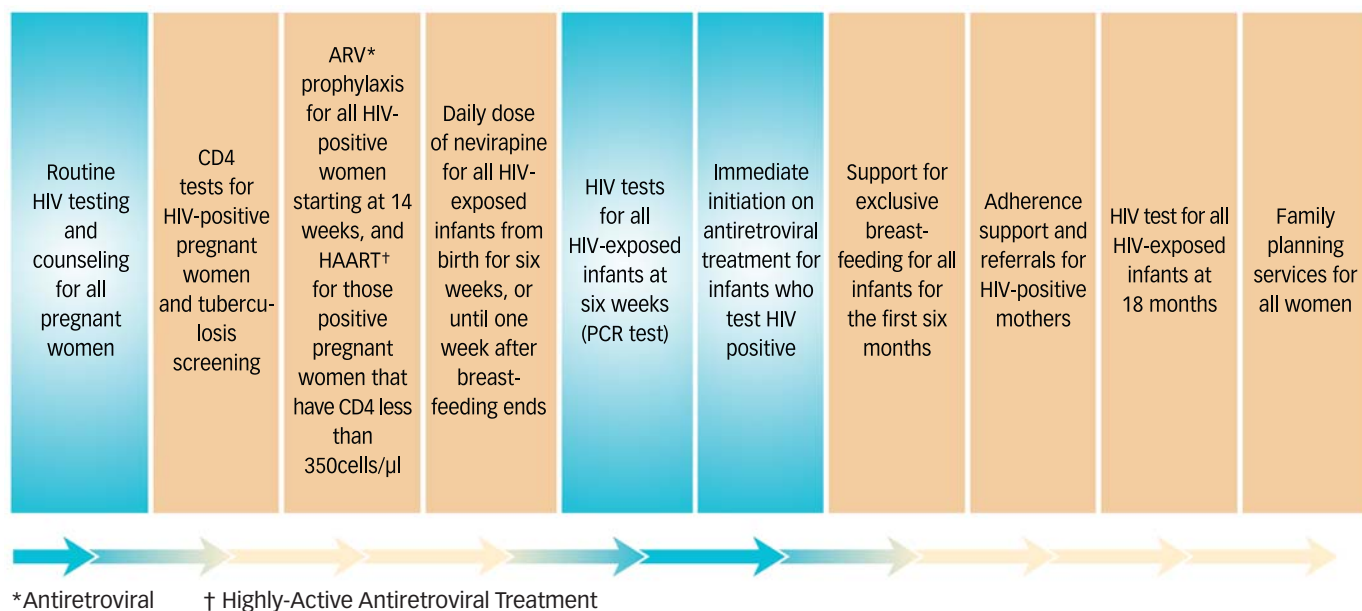 Routine
HIV testing
and
counseling
for all
pregnant
women
CD4
tests for
HIV-positive
pregnant
women
and tubercu-
losis
screening
ARV*
prophylaxis
for all HIV-
positive
women
starting at 14
weeks, and
HAART†
for those
positive
pregnant
women that
have CD4 less
than
350cells/µl
Daily dose
of nevirapine
for all HIV-
exposed
infants from
birth for six
weeks, or
until one
week after
breast-
feeding ends
HIV tests
for all
HIV-exposed
infants at
six weeks
(PCR test)
Immediate
initiation on
antiretroviral
treatment for
infants who
test HIV
positive
Support for
exclusive
breast-
feeding for all
infants for
the first six
months
Adherence
support and
referrals for
HIV-positive
mothers
HIV test for all
HIV-exposed
infants at
18 months
Family
planning
services for
all women
*Antiretroviral † Highly-Active Antiretroviral Treatment